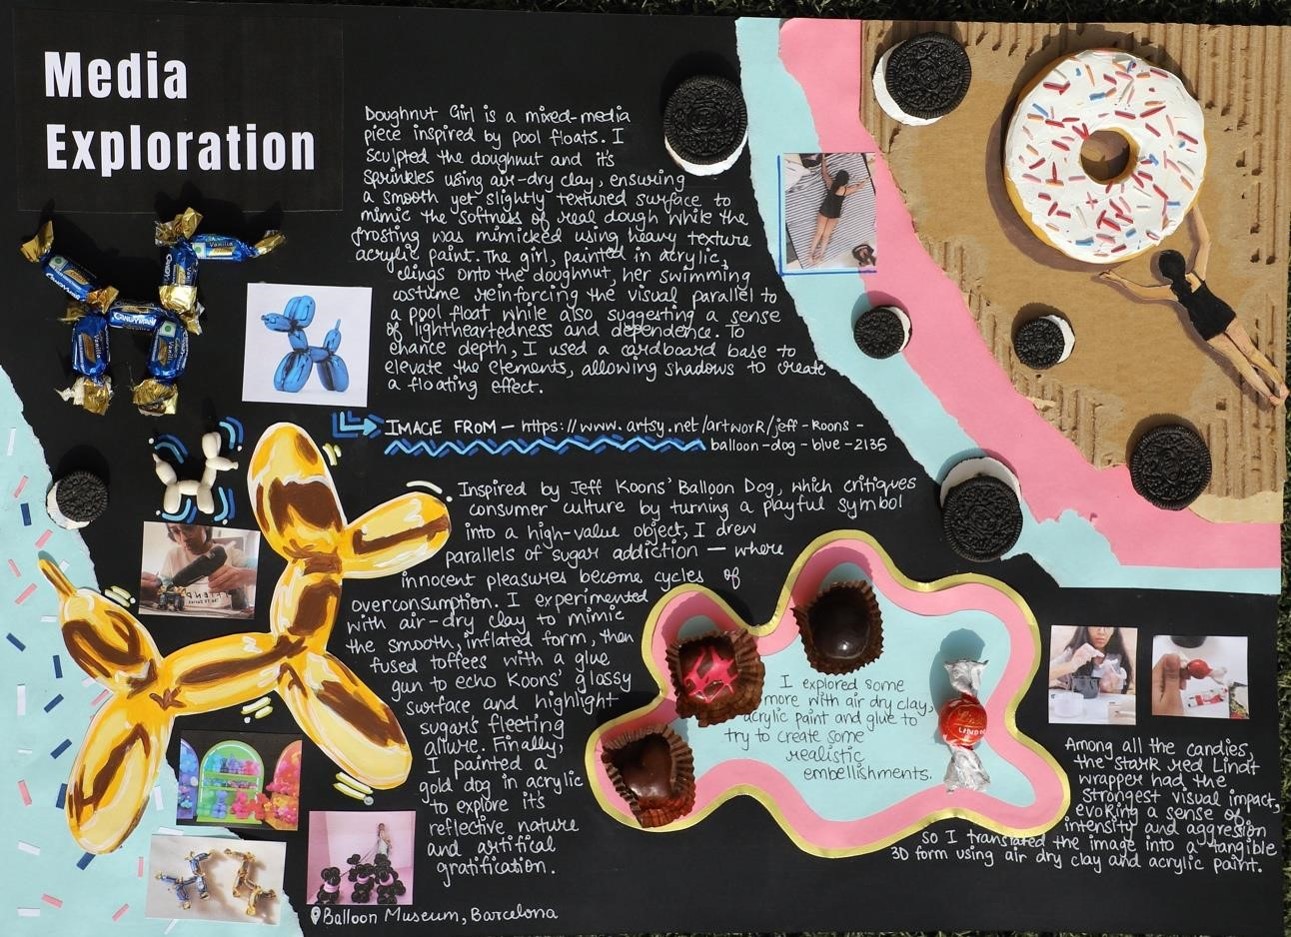 Media
Exploration
Doughnut Girl is a mixed-media
piece inspired by pool floats. I
sculpted the doughnut and it's
sprinkles using air-dry clay, ensuring
a smooth yet slightly textured surface to
mimic the softness of real dough while the
frosting was mimicked using heavy texture
acrylic paint. The girl, painted in acrylic,
clings onto the doughnut, her swimming
costume reinforcing the visual parallel to
a pool float while also suggesting a sense
of lightheartedness and dependence. To
enhance depth, I used a cardboard base to
elevate the elements, allowing shadows to create
a floating effect.
IMAGE FROM – https://www.artsy.net/artwork/jeff-koons-
balloon-dog-blue-2135
Inspired by Jeff Koons' Balloon Dog, which critiques
consumer culture by turning a playful symbol
into a high-value object, I drew
parallels of sugar addiction — where
innocent pleasures become cycles of
overconsumption. I experimented
with air-dry clay to mimic
the smooth, inflated form, then
fused toffees with a glue
gun to echo Koons' glossy
surface and highlight
sugar's fleeting
allure. Finally,
I painted a
gold dog in acrylic
to explore its
reflective nature
and artifical
gratification.
Balloon Museum, Barcelona
I explored some
more with air dry clay,
acrylic paint and glue to
try to create some
realistic
embellishments.
Among all the candies,
the stark red Lindt
wrapper had the
strongest visual impact,
evoking a sense of
intensity and aggresion
so I translated the image into a tangible
3D form using air dry clay and acrylic paint.